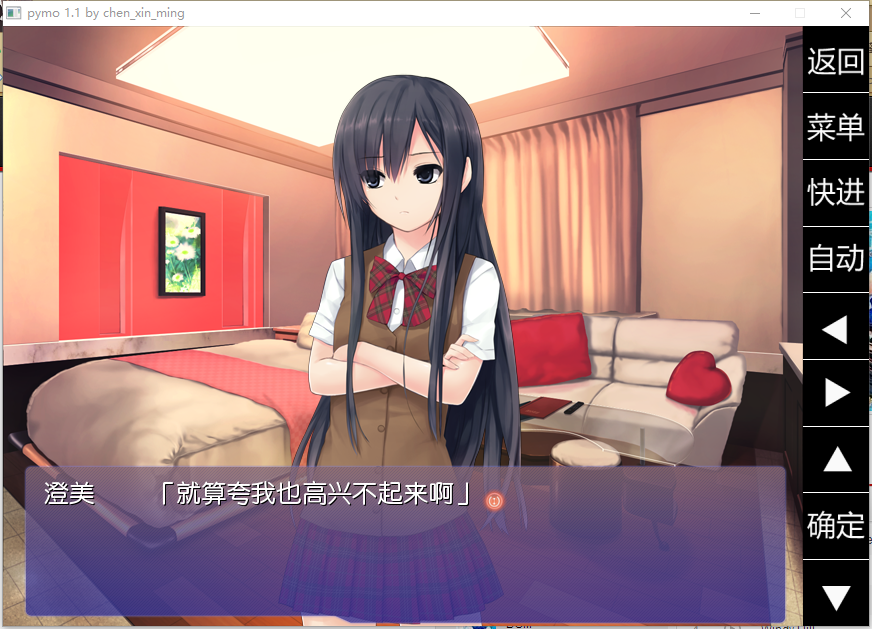 pymo 1.1 by chen_xin_ming
返回
菜单
快进
自动
◀
▶
▲
确定
▼
澄美 「就算夸我也高兴不起来啊」